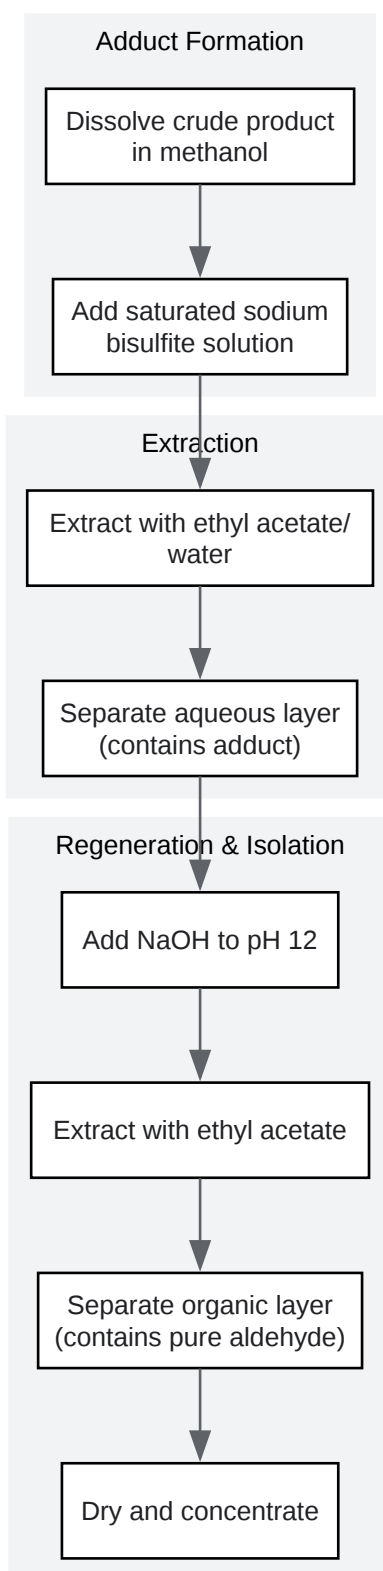 Adduct Formation
Dissolve crude product
in methanol
Add saturated sodium
bisulfite solution
Extraction
Extract with ethyl acetate/
water
Separate aqueous layer
(contains adduct)
Regeneration & Isolation
Add NaOH to pH 12
Extract with ethyl acetate
Separate organic layer
(contains pure aldehyde)
Dry and concentrate